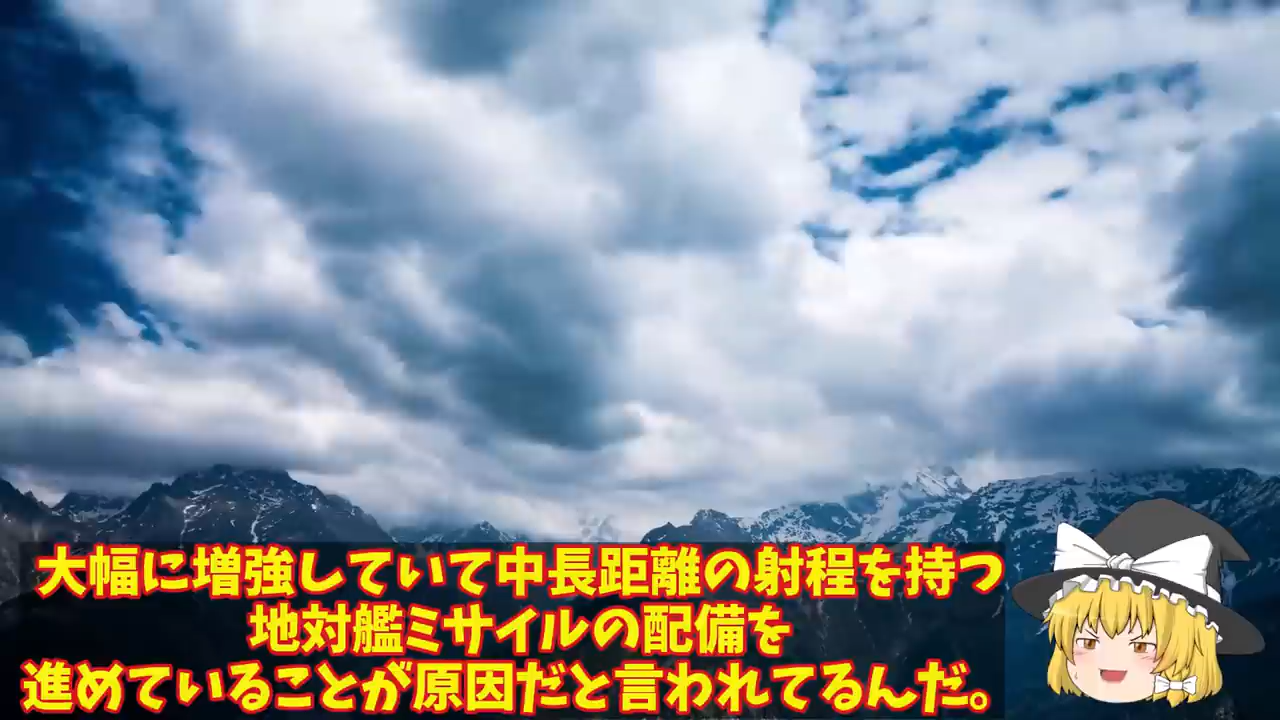 大幅に増強していて中長距離の射程を持つ
地対艦ミサイルの配備を
進めていることが原因だと言われてるんだ。